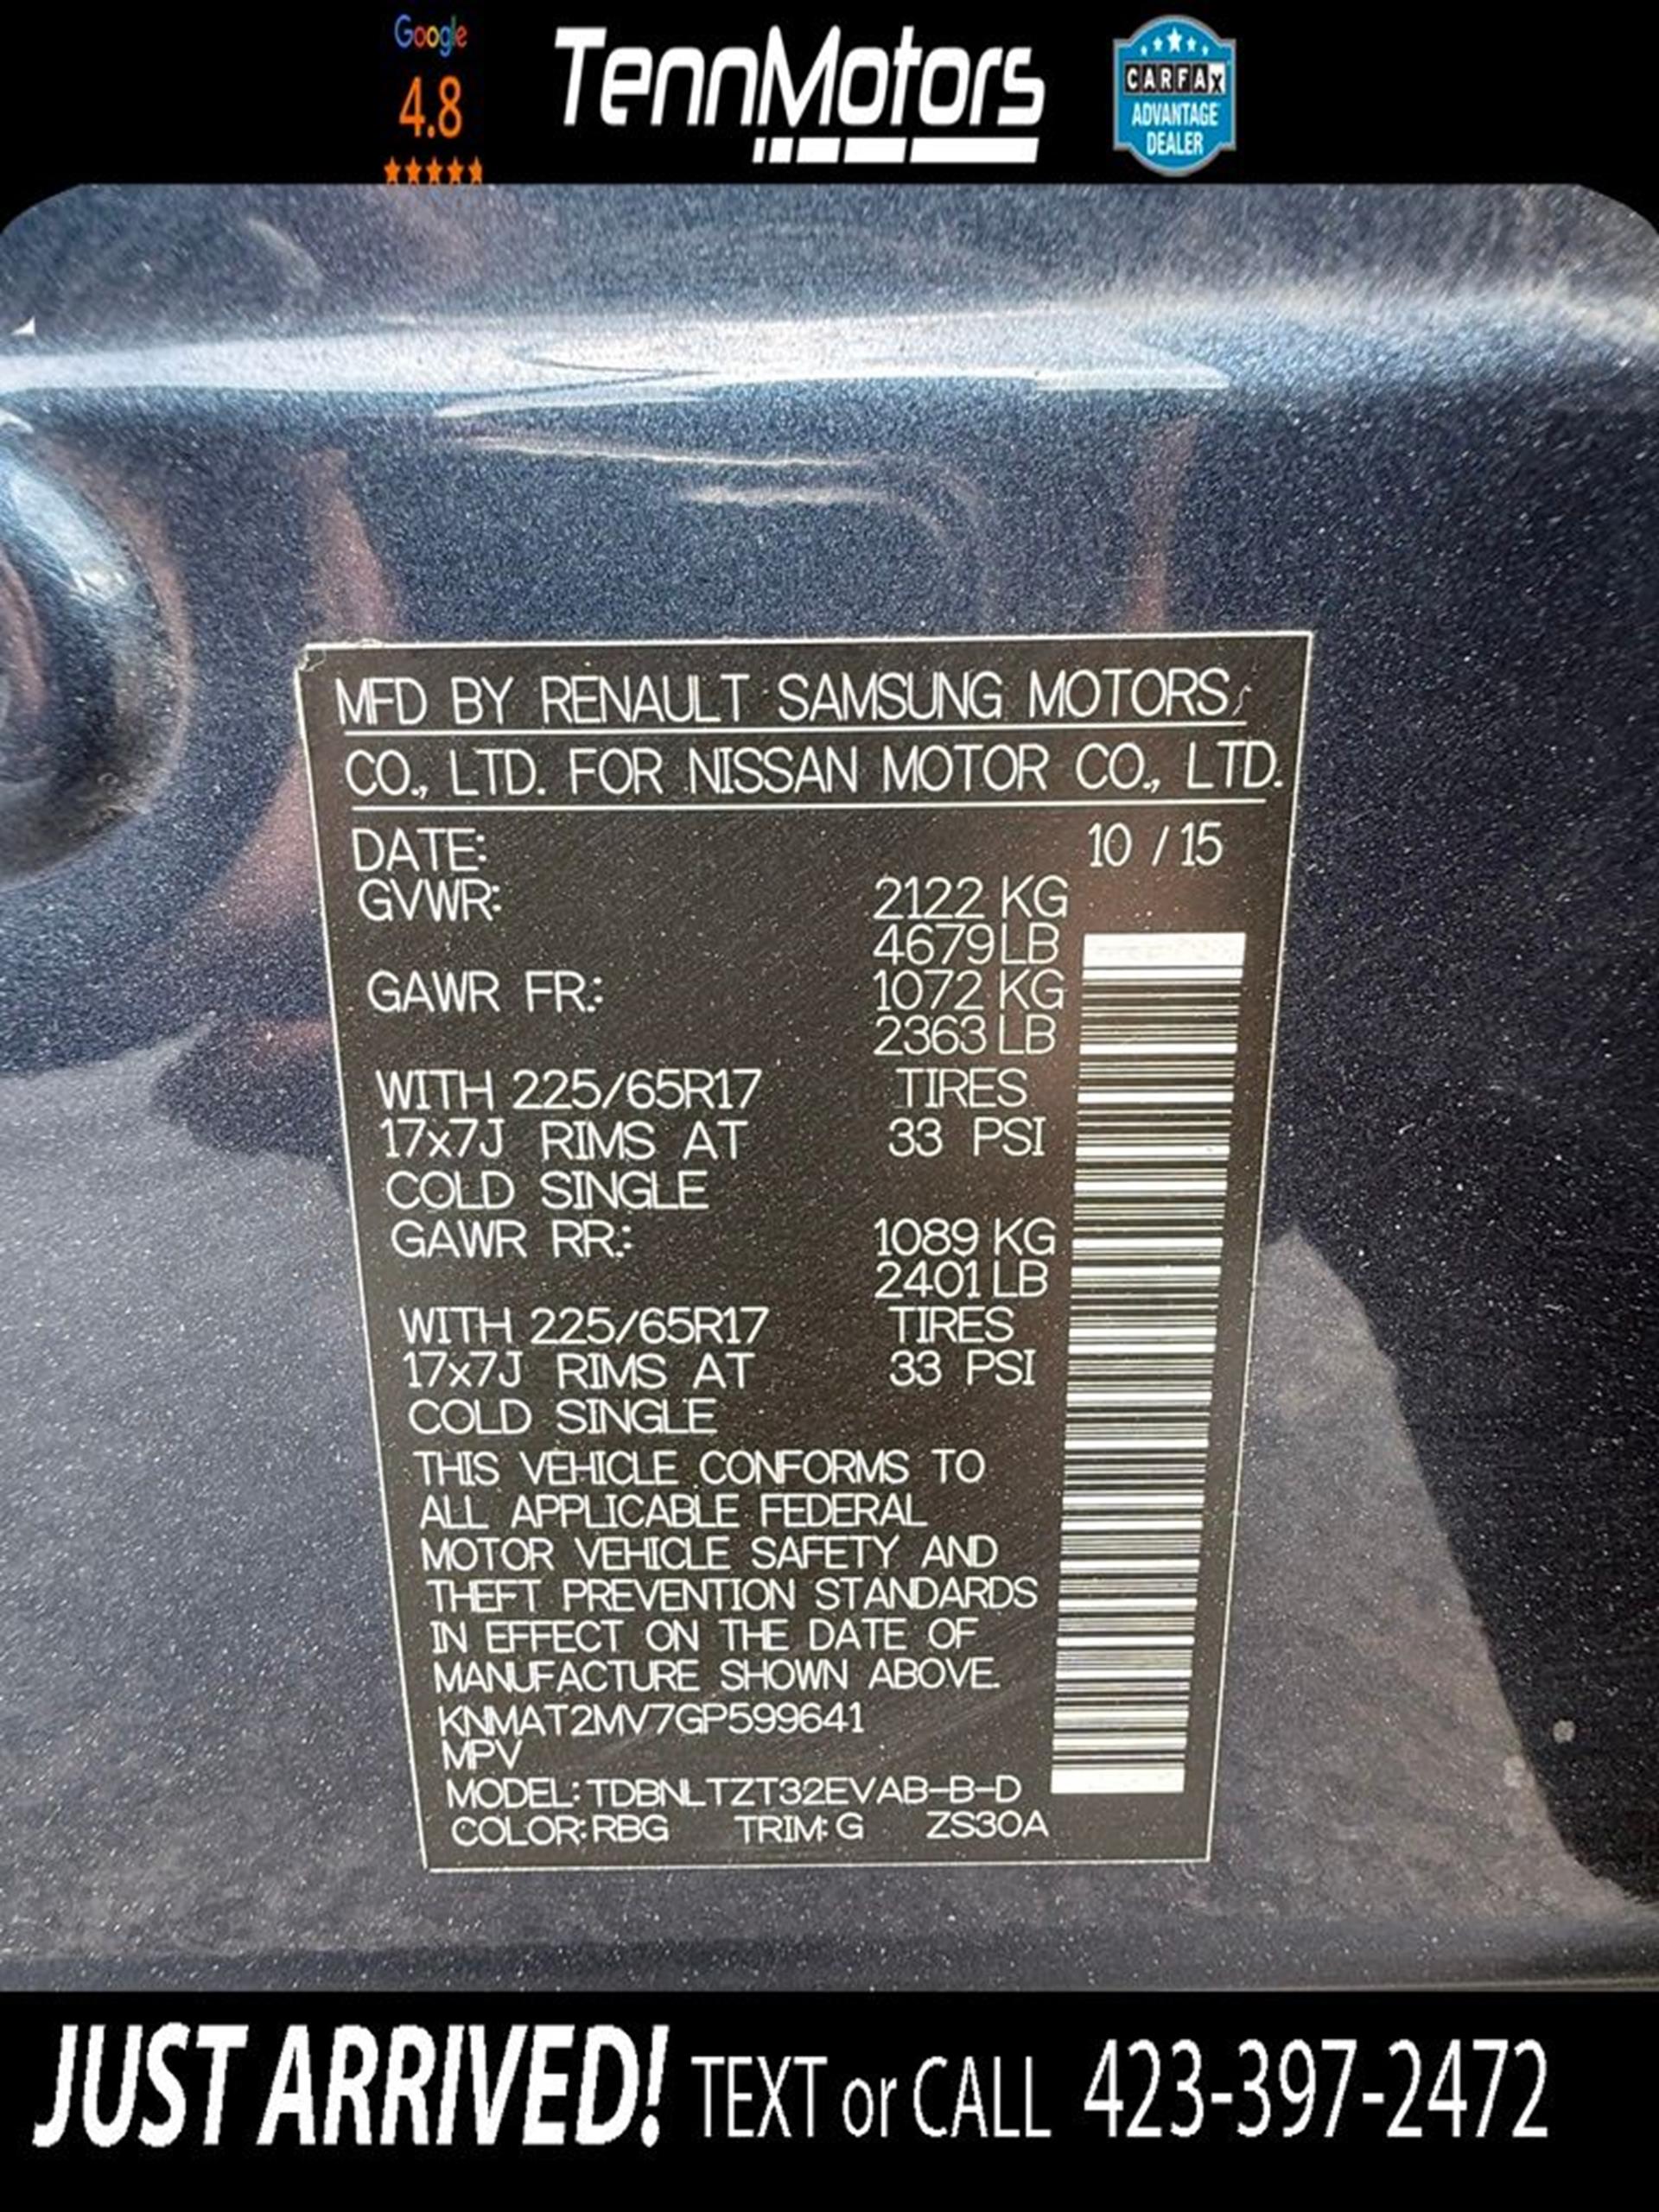 Google
4.8
TennMotors
CARFAX
ADVANTAGE
DEALER
MFD BY RENAULT SAMSUNG MOTORS
CO., LTD. FOR NISSAN MOTOR CO., LTD.
DATE: 10 / 15
GVWR: 2122 KG
4679 LB
GAWR FR.: 1072 KG
2363 LB
WITH 225/65R17 TIRES
17x7J RIMS AT 33 PSI
COLD SINGLE
GAWR RR.: 1089 KG
2401 LB
WITH 225/65R17 TIRES
17x7J RIMS AT 33 PSI
COLD SINGLE
THIS VEHICLE CONFORMS TO
ALL APPLICABLE FEDERAL
MOTOR VEHICLE SAFETY AND
THEFT PREVENTION STANDARDS
IN EFFECT ON THE DATE OF
MANUFACTURE SHOWN ABOVE.
KNMAT2MV7GP599641
MPV
MODEL: TDBNLTZT32EVAB-B-D
COLOR: RBG TRIM: G ZS30A
JUST ARRIVED! TEXT or CALL 423-397-2472